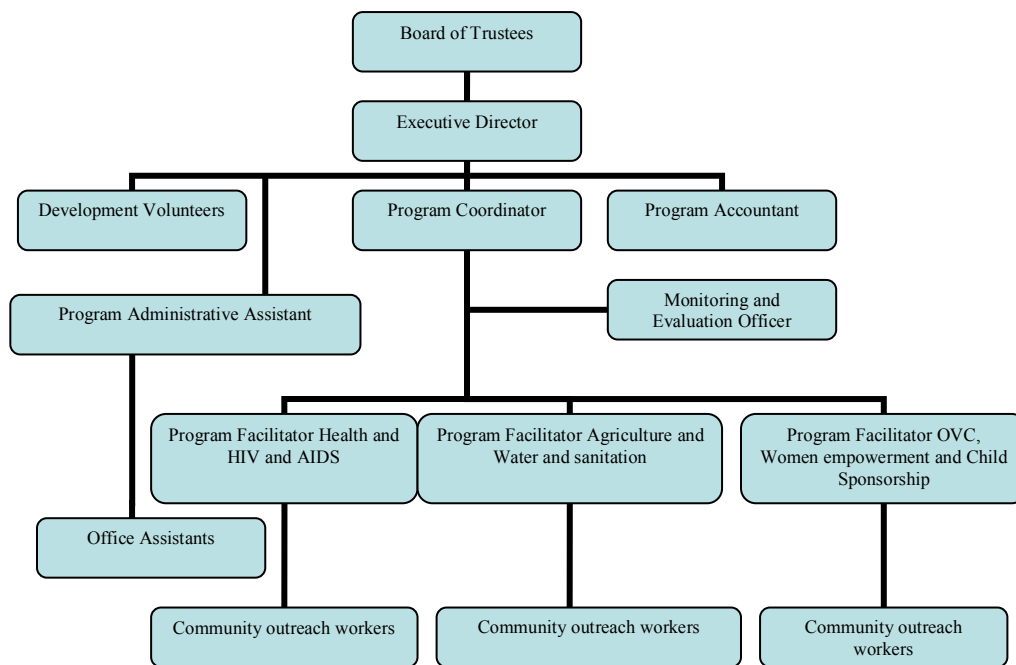 Board of Trustees
Executive Director
Development Volunteers
Program Coordinator
Program Accountant
Program Administrative Assistant
Monitoring and
Evaluation Officer
Program Facilitator Health and
HIV and AIDS
Program Facilitator Agriculture and
Water and sanitation
Program Facilitator OVC,
Women empowerment and Child
Sponsorship
Office Assistants
Community outreach workers
Community outreach workers
Community outreach
workers